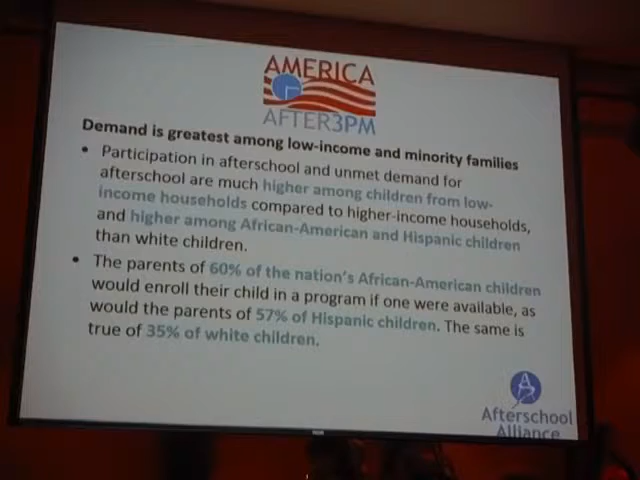 AMERICA
AFTER3PM
Demand is greatest among low-income and minority families
• Participation in afterschool and unmet demand for
afterschool are much higher among children from low-
income households compared to higher-income households,
and higher among African-American and Hispanic children
than white children.
• The parents of 60% of the nation's African-American children
would enroll their child in a program if one were available, as
would the parents of 57% of Hispanic children. The same is
true of 35% of white children.
Afterschool
Alliance